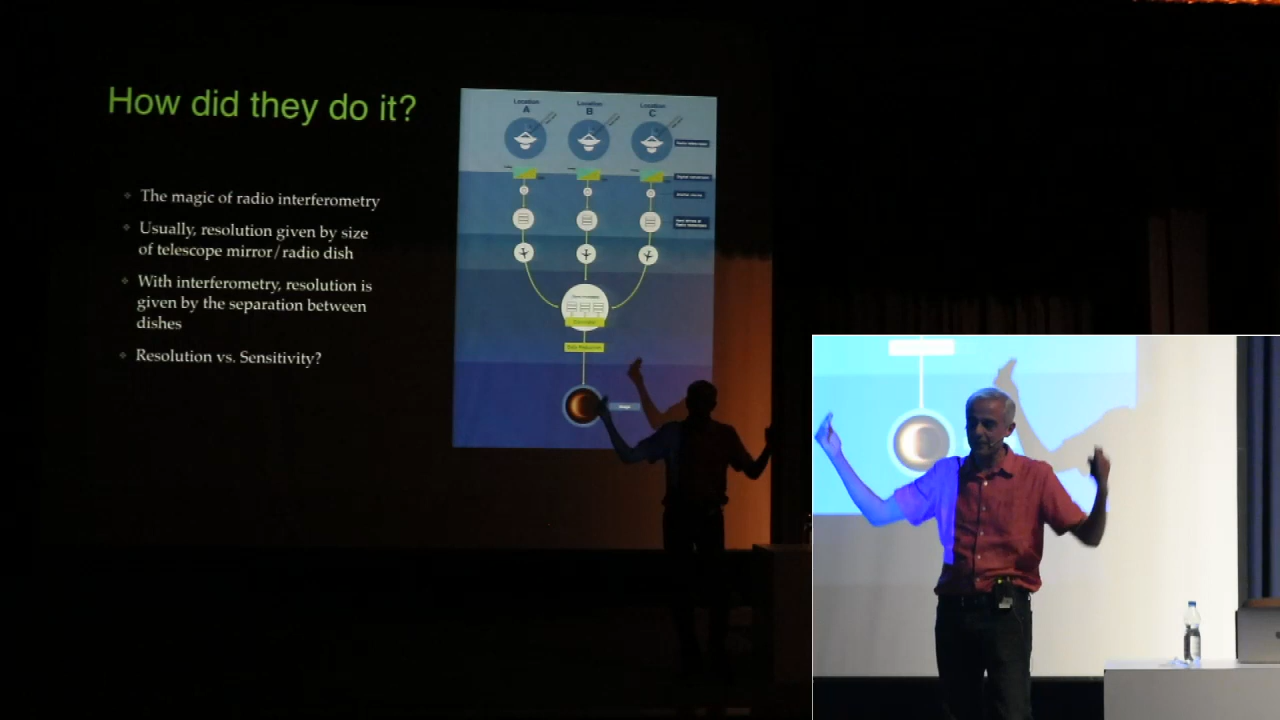 How did they do it?
The magic of radio interferometry
Usually, resolution given by size
of telescope mirror/radio dish
With interferometry, resolution is
given by the separation between
dishes
Resolution vs. Sensitivity?
Location
A
Location
B
Location
C